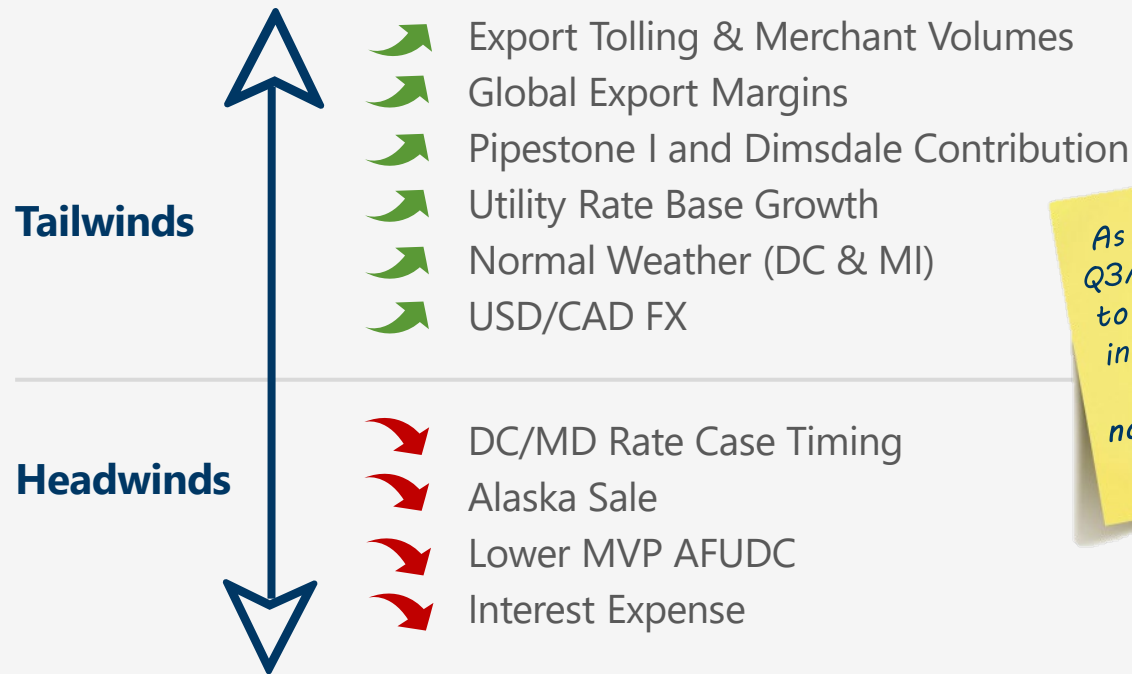 Tailwinds
Export Tolling & Merchant Volumes
Global Export Margins
Pipestone I and Dimsdale Contribution
Utility Rate Base Growth
Normal Weather (DC & MI)
USD/CAD FX
Headwinds
DC/MD Rate Case Timing
Alaska Sale
Lower MVP AFUDC
Interest Expense
As
to
in